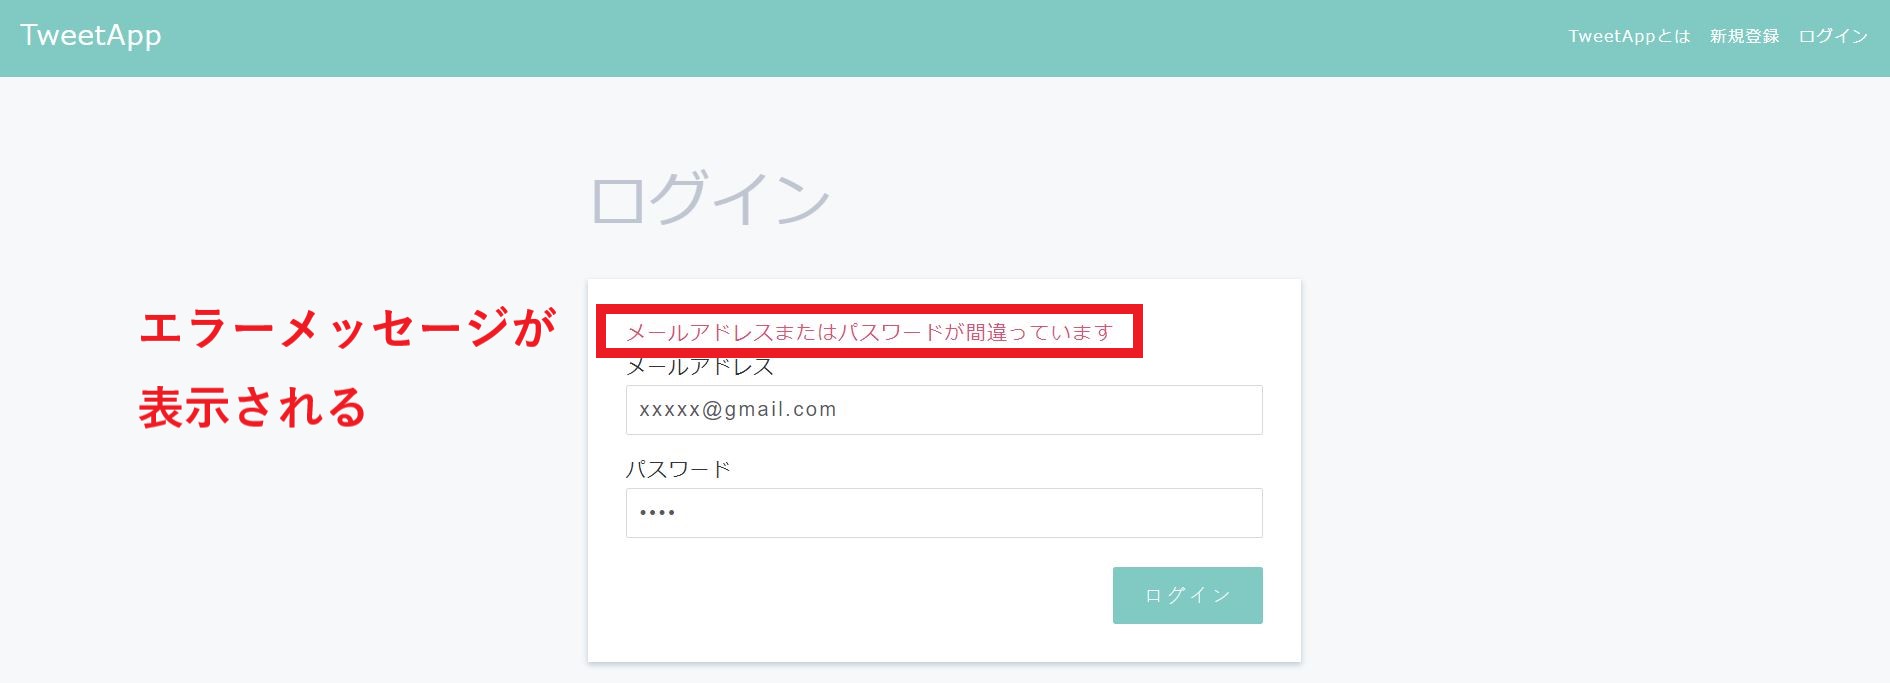 TweetApp
TweetAppとは 新規登録 ログイン
ログイン
エラーメッセージが
表示される
メールアドレスまたはパスワードが間違っています
メールアドレス
xxxxx@gmail.com
パスワード
••••
ログイン